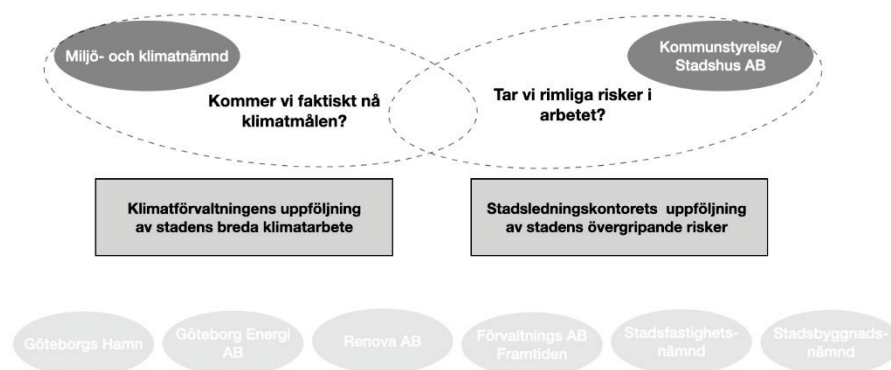 Miljö- och klimatnämnd
Kommunstyrelse/
Stadshus AB
Kommer vi faktiskt nå
klimatmålen?
Tar vi rimliga risker i
arbetet?
Klimatförvaltningens uppföljning
av stadens breda klimatarbete
Stadsledningskontorets uppföljning
av stadens övergripande risker
Göteborgs Hamn
Göteborg Energi
AB
Renova AB
Förvaltnings AB
Framtiden
Stadsfastighets-
nämnd
Stadsbyggnads-
nämnd